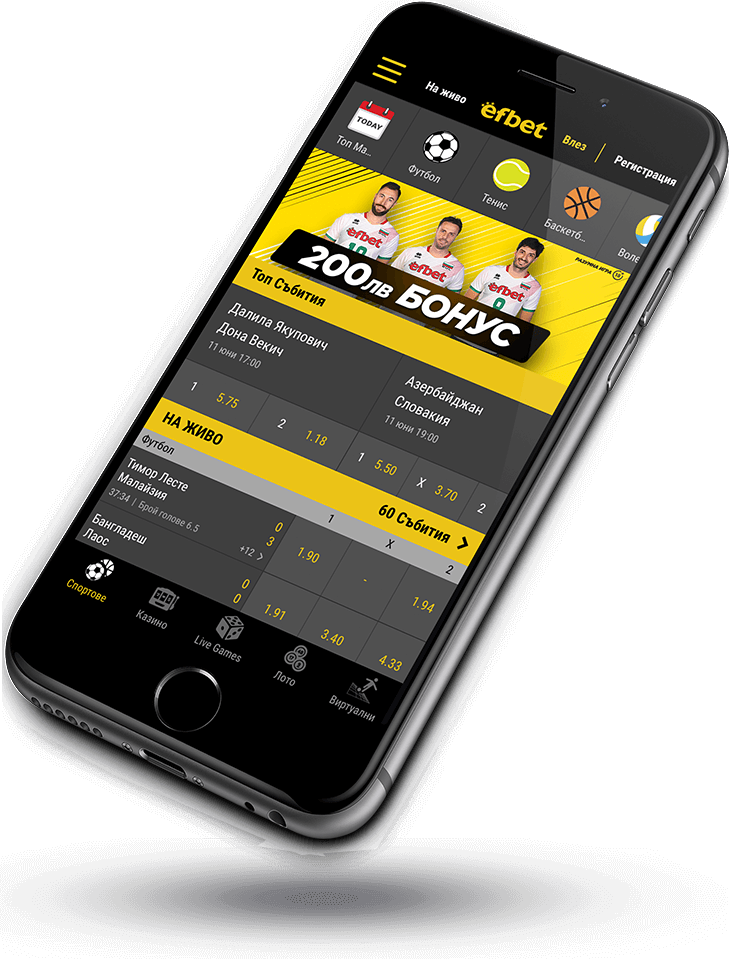 На живо
efbet
Влез
Регистрация
TODAY
Топ Ма...
Футбол
Тенис
Баскетб...
Воле
efbet
efbet
efbet
РАЗУМНА ИГРА 18
200лв БОНУС
Топ Събития
Далила Якупович
Дона Векич
11 юни 17:00
1 5.75 2 1.18
Азербайджан
Словакия
11 юни 19:00
1 5.50 X 3.70 2
НА ЖИВО
60 Събития
Футбол 1 X 2
Тимор Лесте 0
Малайзия 3
37:34 | Брой голове 6.5 +12
1.90 - 1.94
Бангладеш 0
Лаос 0
1.91 3.40 4.33
Спортове
Казино
Live Games
Лото
Виртуални